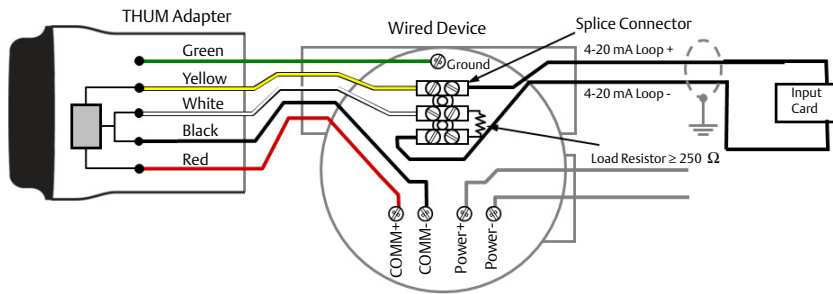 THUM Adapter
Wired Device
Splice Connector
Green
Ground
4-20 mA Loop +
Yellow
White
4-20 mA Loop -
Input
Card
Black
Red
Load Resistor ≥ 250 Ω
COMM+
COMM-
Power+
Power-